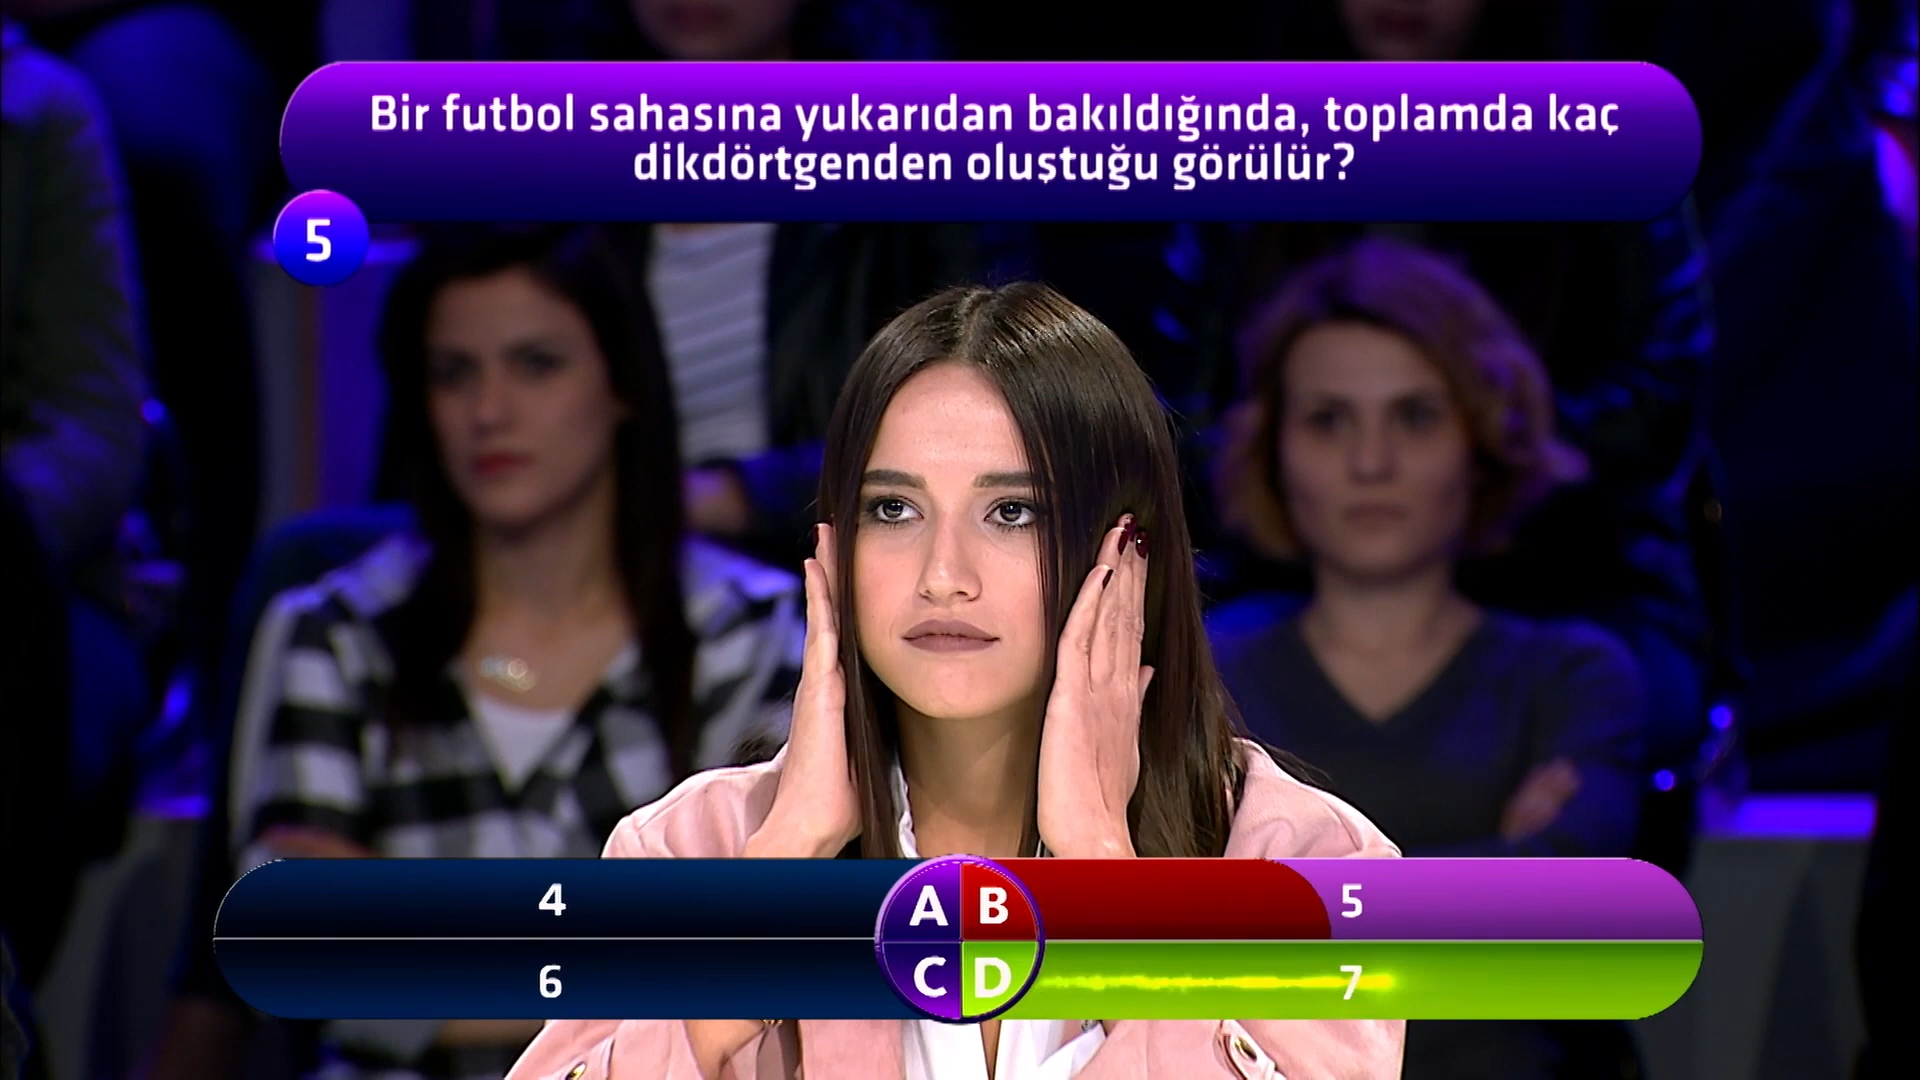 Bir futbol sahasına yukarıdan bakıldığında, toplamda kaç
dikdörtgenden oluştuğu görülür?
5
4
A
B
5
6
C
D
7